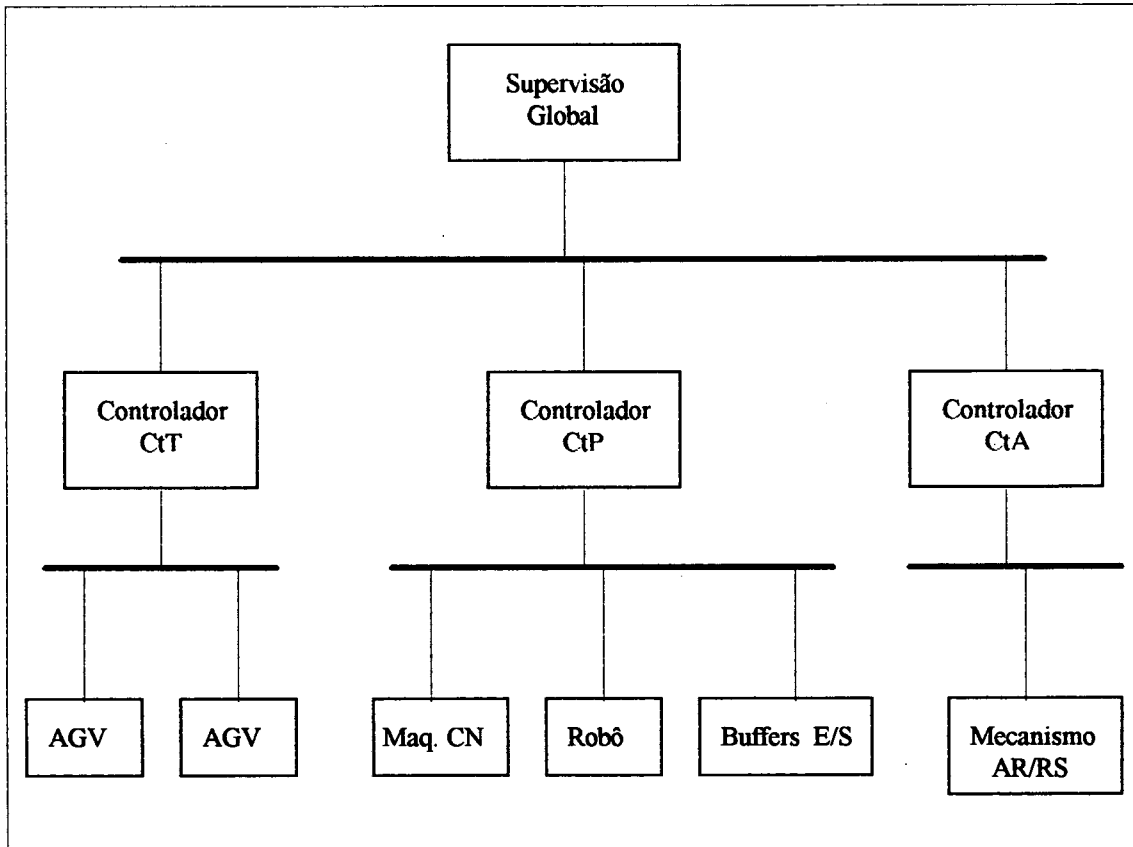 Supervisão
Global
Controlador
CtT
Controlador
CtP
Controlador
CtA
AGV
AGV
Maq. CN
Robô
Buffers E/S
Mecanismo
AR/RS